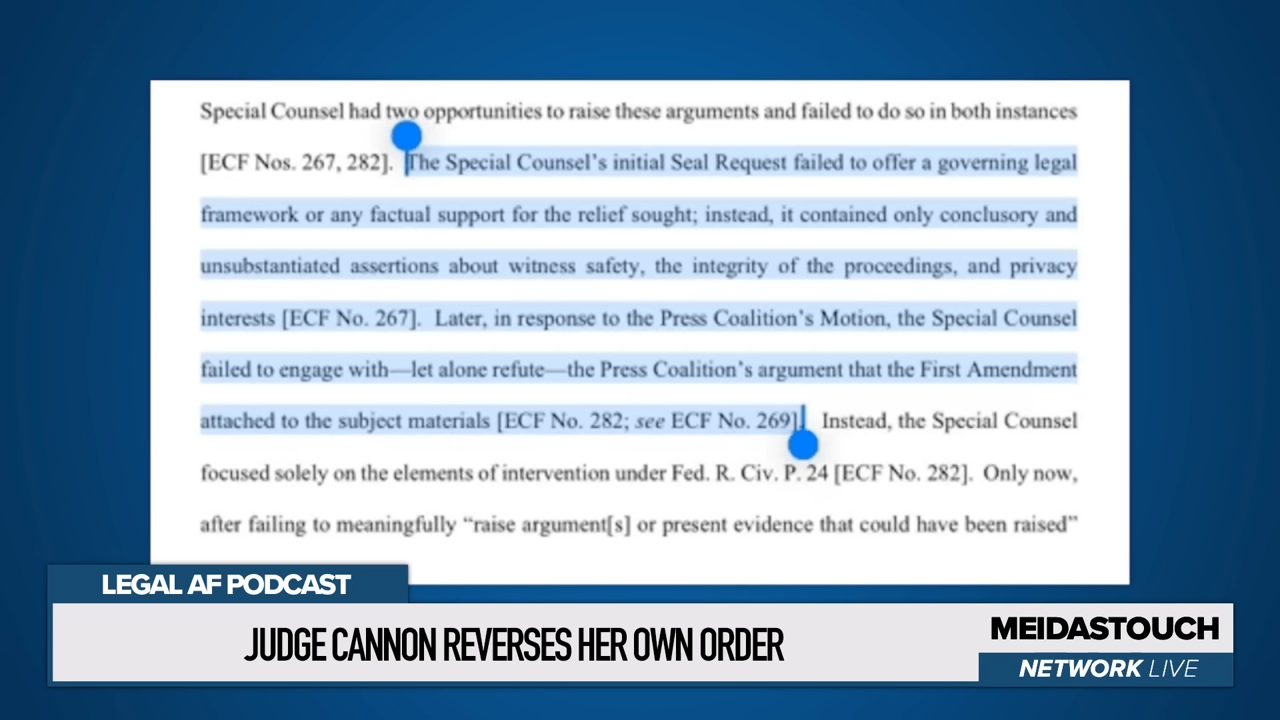 Special Counsel had two opportunities to raise these arguments and failed to do so in both instances
[ECF Nos. 267, 282]. The Special Counsel’s initial Seal Request failed to offer a governing legal
framework or any factual support for the relief sought; instead, it contained only conclusory and
unsubstantiated assertions about witness safety, the integrity of the proceedings, and privacy
interests [ECF No. 267]. Later, in response to the Press Coalition’s Motion, the Special Counsel
failed to engage with—let alone refute—the Press Coalition’s argument that the First Amendment
attached to the subject materials [ECF No. 282; see ECF No. 269]. Instead, the Special Counsel
focused solely on the elements of intervention under Fed. R. Civ. P. 24 [ECF No. 282]. Only now,
after failing to meaningfully “raise argument[s] or present evidence that could have been raised”
LEGAL AF PODCAST
JUDGE CANNON REVERSES HER OWN ORDER
MEIDASTOUCH
NETWORK LIVE